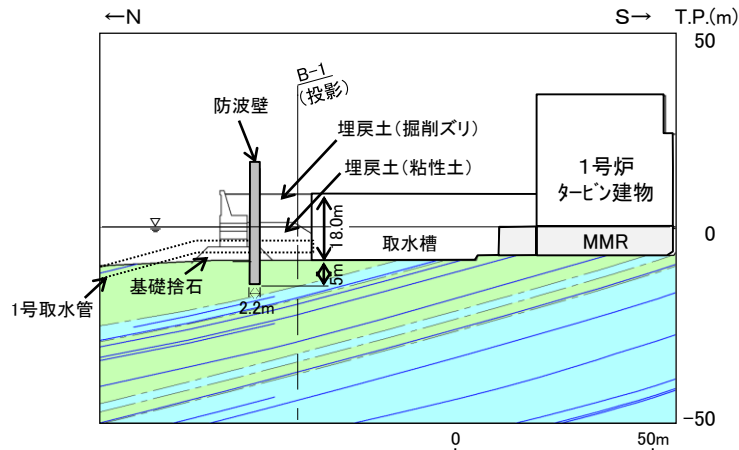 ←N
S→
T.P.(m)
50
B-1
(投影)
防波壁
埋戻土(掘削ズリ)
埋戻土(粘性土)
1号炉
タービン建物
18.0m
0
取水槽
MMR
5m
基礎捨石
1号取水管
2.2m
-50
0
50m